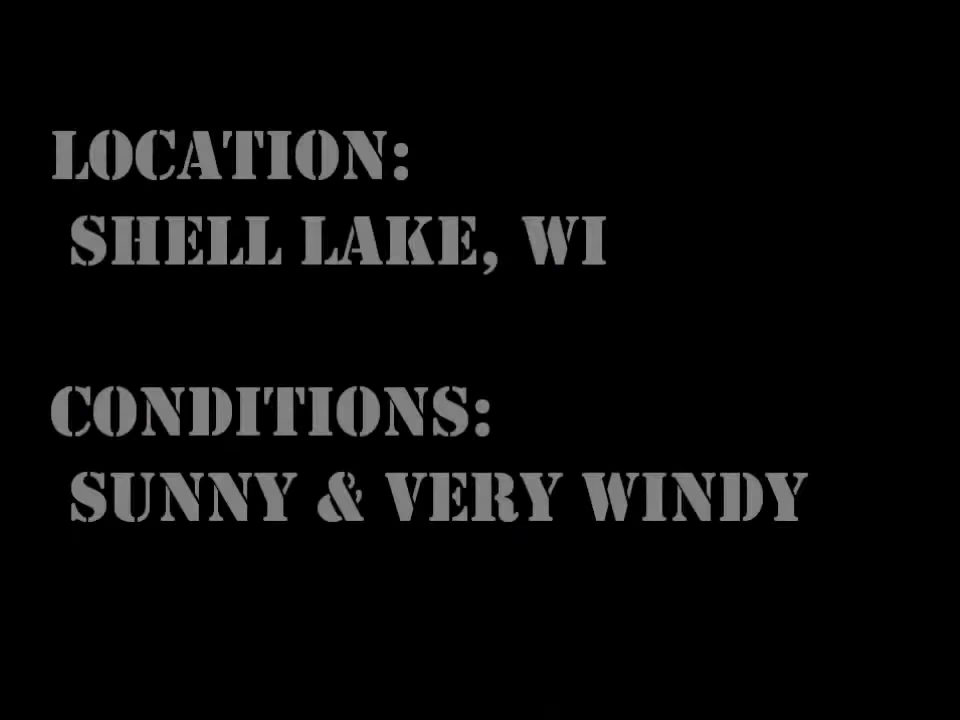 LOCATION:
SHELL LAKE, WI
CONDITIONS:
SUNNY & VERY WINDY